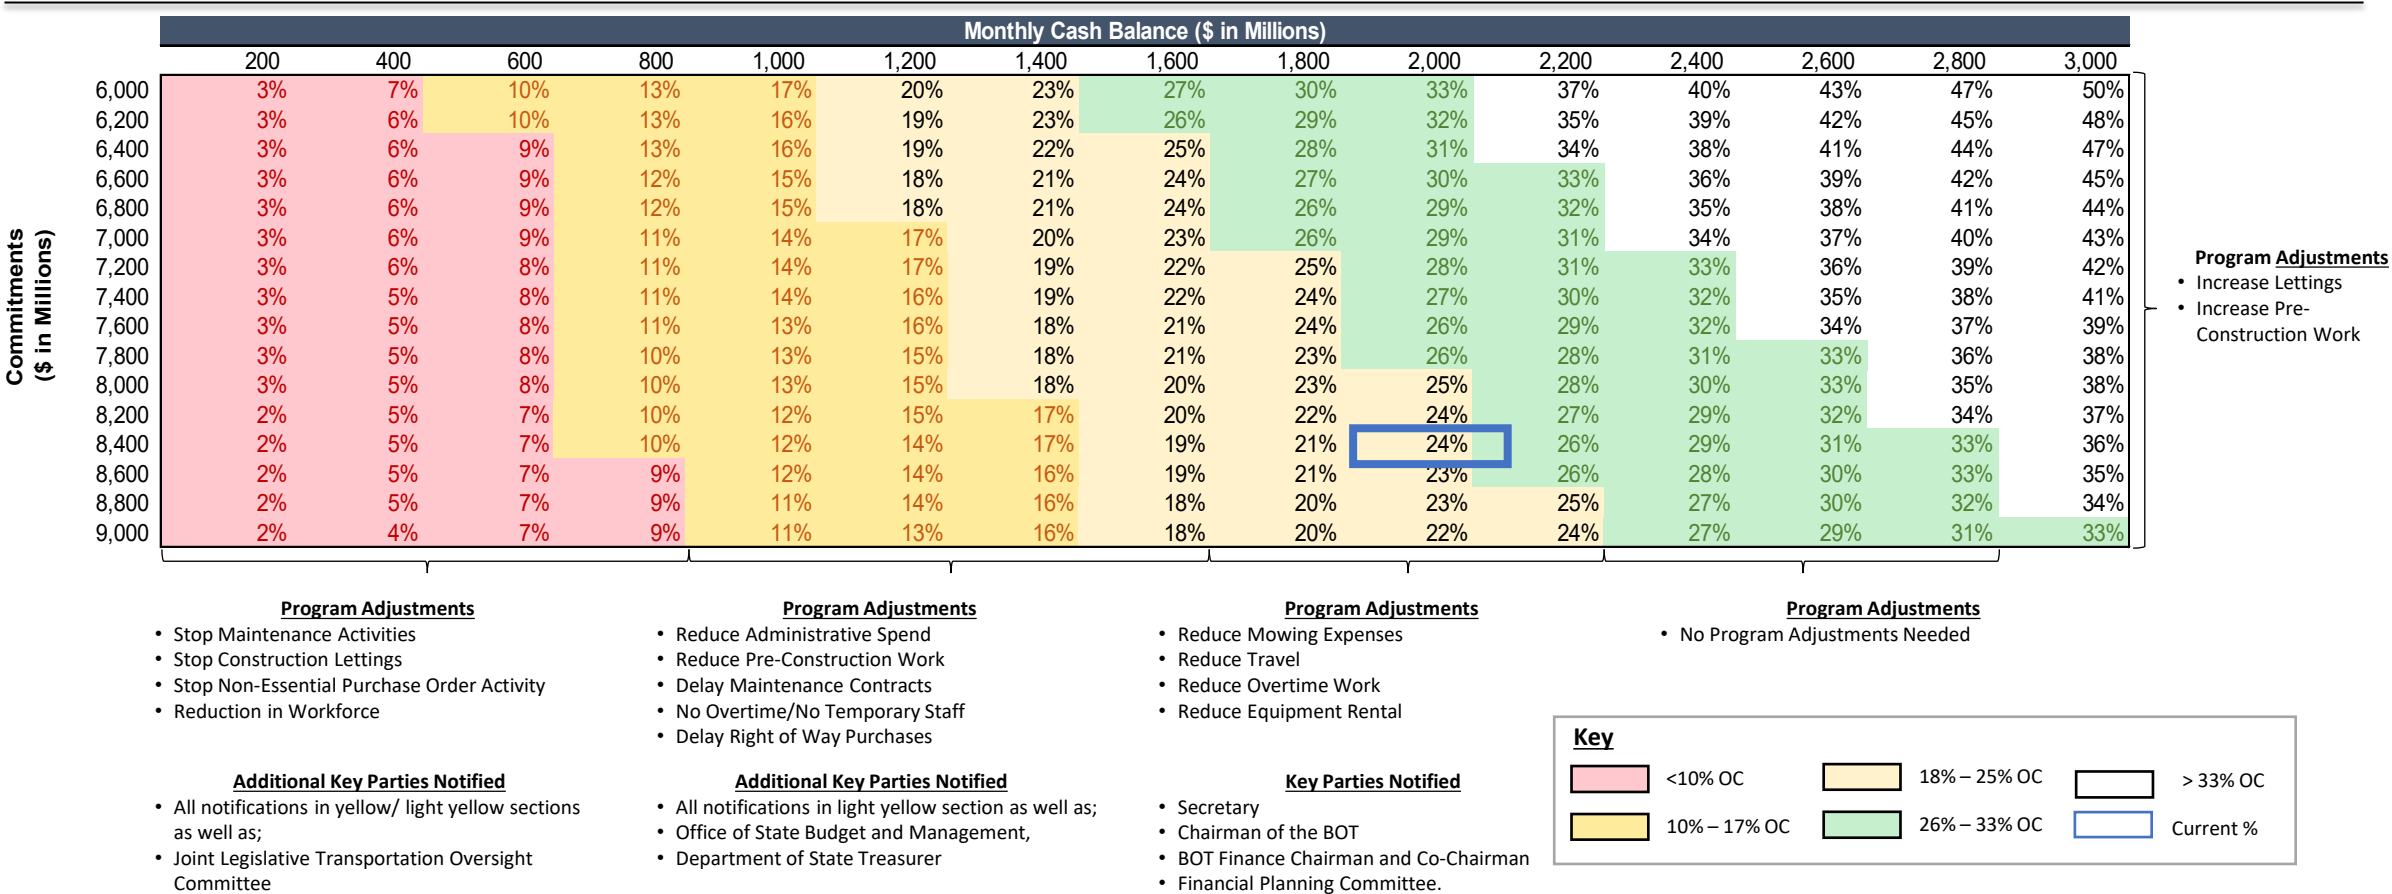 Monthly Cash Balance ($ in Millions)
200 400 600 800 1,000 1,200 1,400 1,600 1,800 2,000 2,200 2,400 2,600 2,800 3,000
Commitments
($ in Millions)
6,000 3% 7% 10% 13% 17% 20% 23% 27% 30% 33% 37% 40% 43% 47% 50%
6,200 3% 6% 10% 13% 16% 19% 23% 26% 29% 32% 35% 39% 42% 45% 48%
6,400 3% 6% 9% 13% 16% 19% 22% 25% 28% 31% 34% 38% 41% 44% 47%
6,600 3% 6% 9% 12% 15% 18% 21% 24% 27% 30% 33% 36% 39% 42% 45%
6,800 3% 6% 9% 12% 15% 18% 21% 24% 26% 29% 32% 35% 38% 41% 44%
7,000 3% 6% 9% 11% 14% 17% 20% 23% 26% 29% 31% 34% 37% 40% 43%
7,200 3% 6% 8% 11% 14% 17% 19% 22% 25% 28% 31% 33% 36% 39% 42%
7,400 3% 5% 8% 11% 14% 16% 19% 22% 24% 27% 30% 32% 35% 38% 41%
7,600 3% 5% 8% 11% 13% 16% 18% 21% 24% 26% 29% 32% 34% 37% 39%
7,800 3% 5% 8% 10% 13% 15% 18% 21% 23% 26% 28% 31% 33% 36% 38%
8,000 3% 5% 8% 10% 13% 15% 18% 20% 23% 25% 28% 30% 33% 35% 38%
8,200 2% 5% 7% 10% 12% 15% 17% 20% 22% 24% 27% 29% 32% 34% 37%
8,400 2% 5% 7% 10% 12% 14% 17% 19% 21% 24% 26% 29% 31% 33% 36%
8,600 2% 5% 7% 9% 12% 14% 16% 19% 21% 23% 26% 28% 30% 33% 35%
8,800 2% 5% 7% 9% 11% 14% 16% 18% 20% 23% 25% 27% 30% 32% 34%
9,000 2% 4% 7% 9% 11% 13% 16% 18% 20% 22% 24% 27% 29% 31% 33%
Program Adjustments
• Increase Lettings
• Increase Pre-
Construction Work
Program Adjustments
• Stop Maintenance Activities
• Stop Construction Lettings
• Stop Non-Essential Purchase Order Activity
• Reduction in Workforce
Additional Key Parties Notified
• All notifications in yellow/ light yellow sections
as well as;
• Joint Legislative Transportation Oversight
Committee
Program Adjustments
• Reduce Administrative Spend
• Reduce Pre-Construction Work
• Delay Maintenance Contracts
• No Overtime/No Temporary Staff
• Delay Right of Way Purchases
Additional Key Parties Notified
• All notifications in light yellow section as well as;
• Office of State Budget and Management,
• Department of State Treasurer
Program Adjustments
• Reduce Mowing Expenses
• Reduce Travel
• Reduce Overtime Work
• Reduce Equipment Rental
Key Parties Notified
• Secretary
• Chairman of the BOT
• BOT Finance Chairman and Co-Chairman
• Financial Planning Committee.
Program Adjustments
• No Program Adjustments Needed
Key
<10% OC 18% – 25% OC > 33% OC
10% – 17% OC 26% – 33% OC Current %